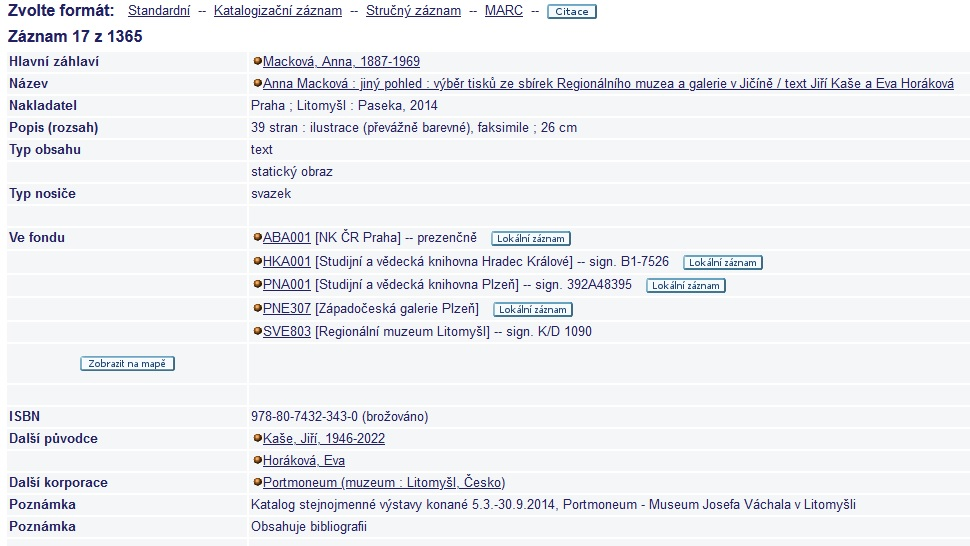 Zvolte formát: Standardní -- Katalogizační záznam -- Stručný záznam -- MARC -- Citace
Záznam 17 z 1365
Hlavní záhlaví Macková, Anna, 1887-1969
Název Anna Macková : jiný pohled : výběr tisků ze sbírek Regionálního muzea a galerie v Jičíně / text Jiří Kaše a Eva Horáková
Nakladatel Praha ; Litomyšl : Paseka, 2014
Popis (rozsah) 39 stran : ilustrace (převážně barevné), faksimile ; 26 cm
Typ obsahu text
statický obraz
Typ nosiče svazek
Ve fondu ABA001 [NK ČR Praha] -- prezenčně Lokální záznam
HKA001 [Studijní a vědecká knihovna Hradec Králové] -- sign. B1-7526 Lokální záznam
PNA001 [Studijní a vědecká knihovna Plzeň] -- sign. 392A48395 Lokální záznam
PNE307 [Západočeská galerie Plzeň] Lokální záznam
SVE803 [Regionální muzeum Litomyšl] -- sign. K/D 1090
Zobrazit na mapě
ISBN 978-80-7432-343-0 (brožováno)
Další původce Kaše, Jiří, 1946-2022
Horáková, Eva
Další korporace Portmoneum (muzeum : Litomyšl, Česko)
Poznámka Katalog stejnojmenné výstavy konané 5.3.-30.9.2014, Portmoneum - Museum Josefa Váchala v Litomyšli
Poznámka Obsahuje bibliografii